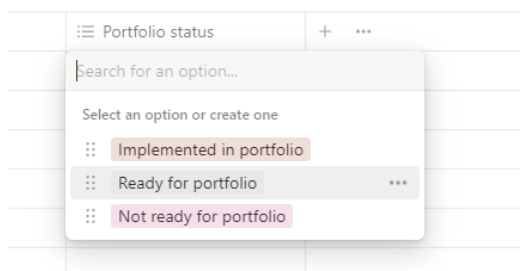 Portfolio status
Search for an option...
Select an option or create one
Implemented in portfolio
Ready for portfolio
Not ready for portfolio